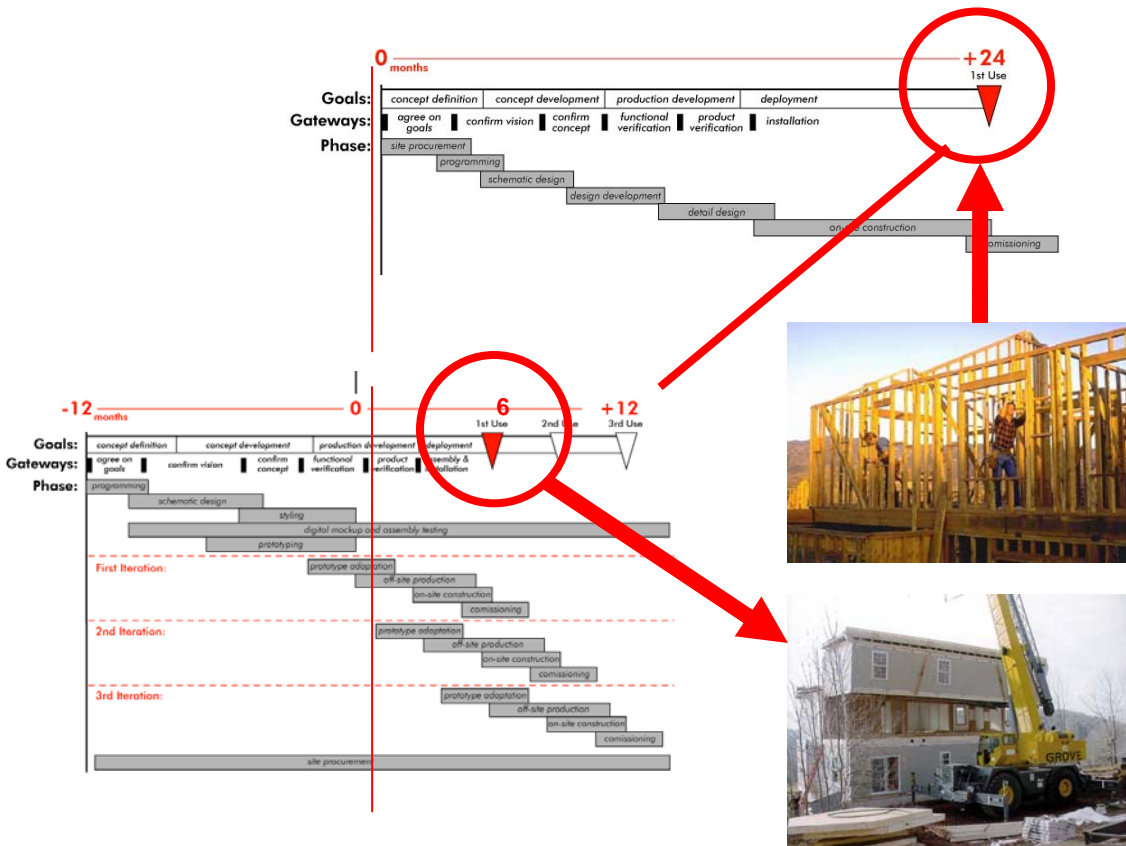 0
months
+24
1st Use
Goals: concept definition concept development production development deployment
Gateways: agree on goals confirm vision confirm concept functional verification product verification installation
Phase: site procurement
programming
schematic design
design development
detail design
on-site construction
comissioning
-12
months
0
6
+12
1st Use
2nd Use
3rd Use
Goals: concept definition concept development production development deployment
Gateways: agree on goals confirm vision confirm concept functional verification product verification assembly & installation
Phase: programming
schematic design
styling
digital mockup and assembly testing
prototyping
First Iteration:
prototype adaptation
off-site production
on-site construction
comissioning
2nd Iteration:
prototype adaptation
off-site production
on-site construction
comissioning
3rd Iteration:
prototype adaptation
off-site production
on-site construction
comissioning
site procurement
GROVE